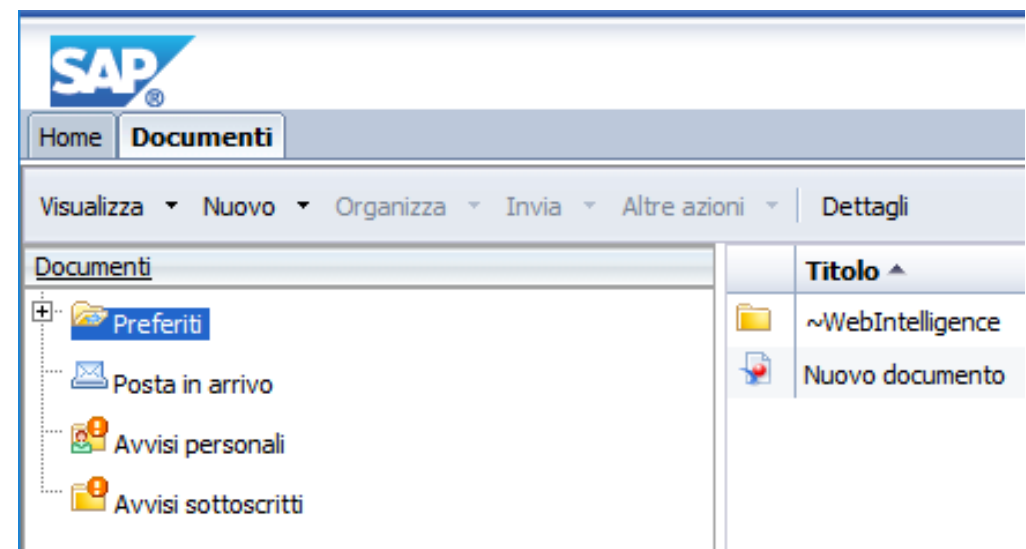 SAP®
Home Documenti
Visualizza Nuovo Organizza Invia Altre azioni Dettagli
Documenti
Preferiti
Posta in arrivo
Avvisi personali
Avvisi sottoscritti
Titolo
~WebIntelligence
Nuovo documento